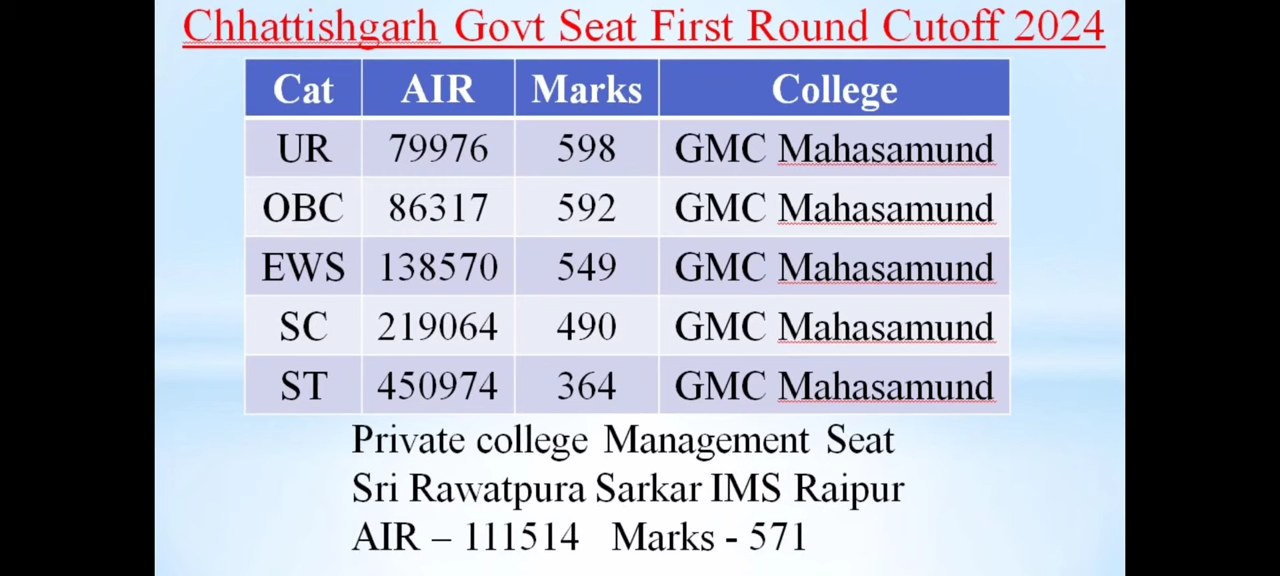 Chhattishgarh Govt Seat First Round Cutoff 2024
Cat AIR Marks College
UR 79976 598 GMC Mahasamund
OBC 86317 592 GMC Mahasamund
EWS 138570 549 GMC Mahasamund
SC 219064 490 GMC Mahasamund
ST 450974 364 GMC Mahasamund
Private college Management Seat
Sri Rawatpura Sarkar IMS Raipur
AIR – 111514 Marks - 571